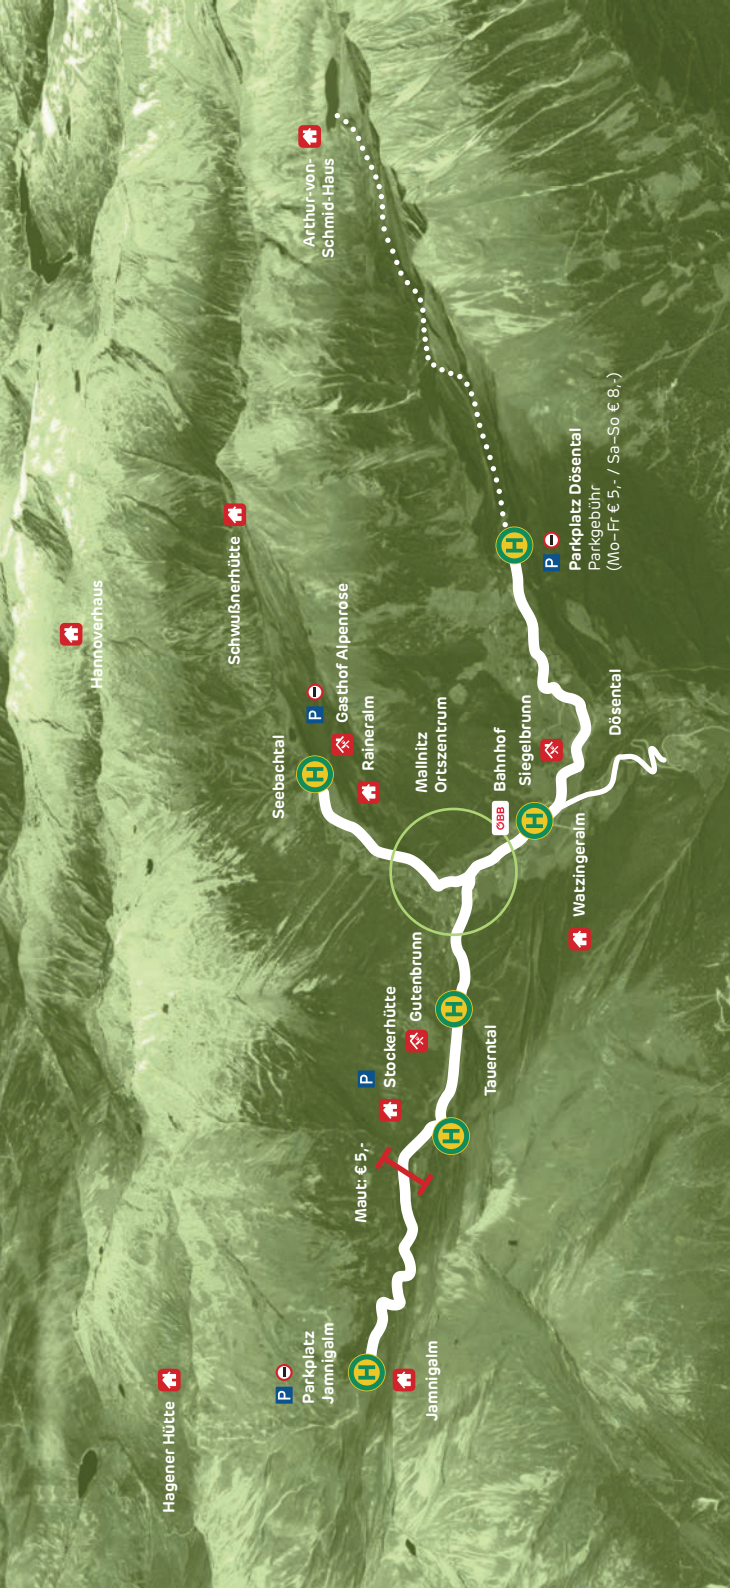 Hagener Hütte
P
Parkplatz
Jamnigalm
H
Jamnigalm
Maut: € 5,-
P
Stockerhütte
H
Gutenbrunn
H
Tauerntal
Hannoverhaus
Schwußnerhütte
Seebachtal
H
P
Gasthof Alpenrose
Raineralm
Mallnitz
Ortszentrum
ÖBB
Bahnhof
Siegelbrunn
H
Watzingeralm
Dösental
Arthur-von-
Schmid-Haus
H
P
Parkplatz Dösental
Parkgebühr
(Mo–Fr € 5,- / Sa–So € 8,-)